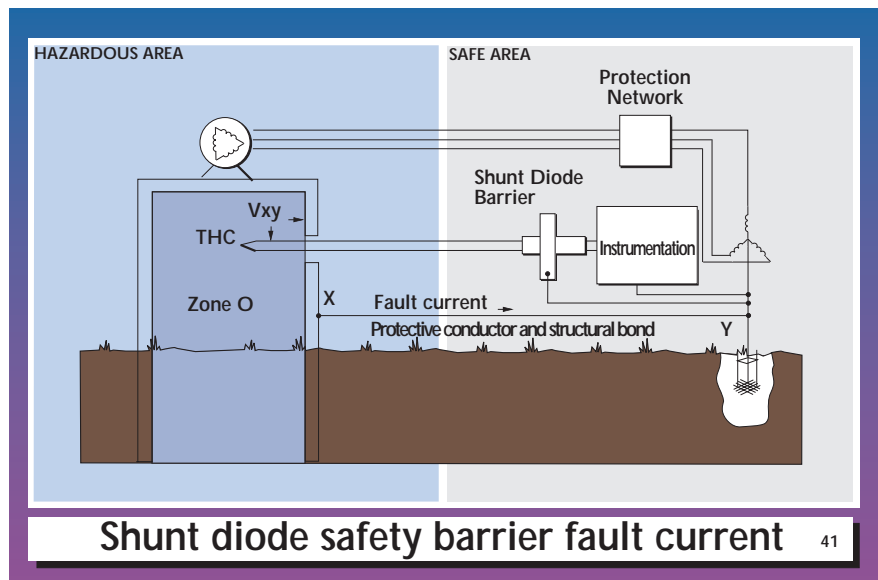 HAZARDOUS AREA
SAFE AREA
Protection
Network
Shunt Diode
Barrier
Vxy
THC
Instrumentation
Zone O
X
Fault current
Protective conductor and structural bond
Y
Shunt diode safety barrier fault current
41